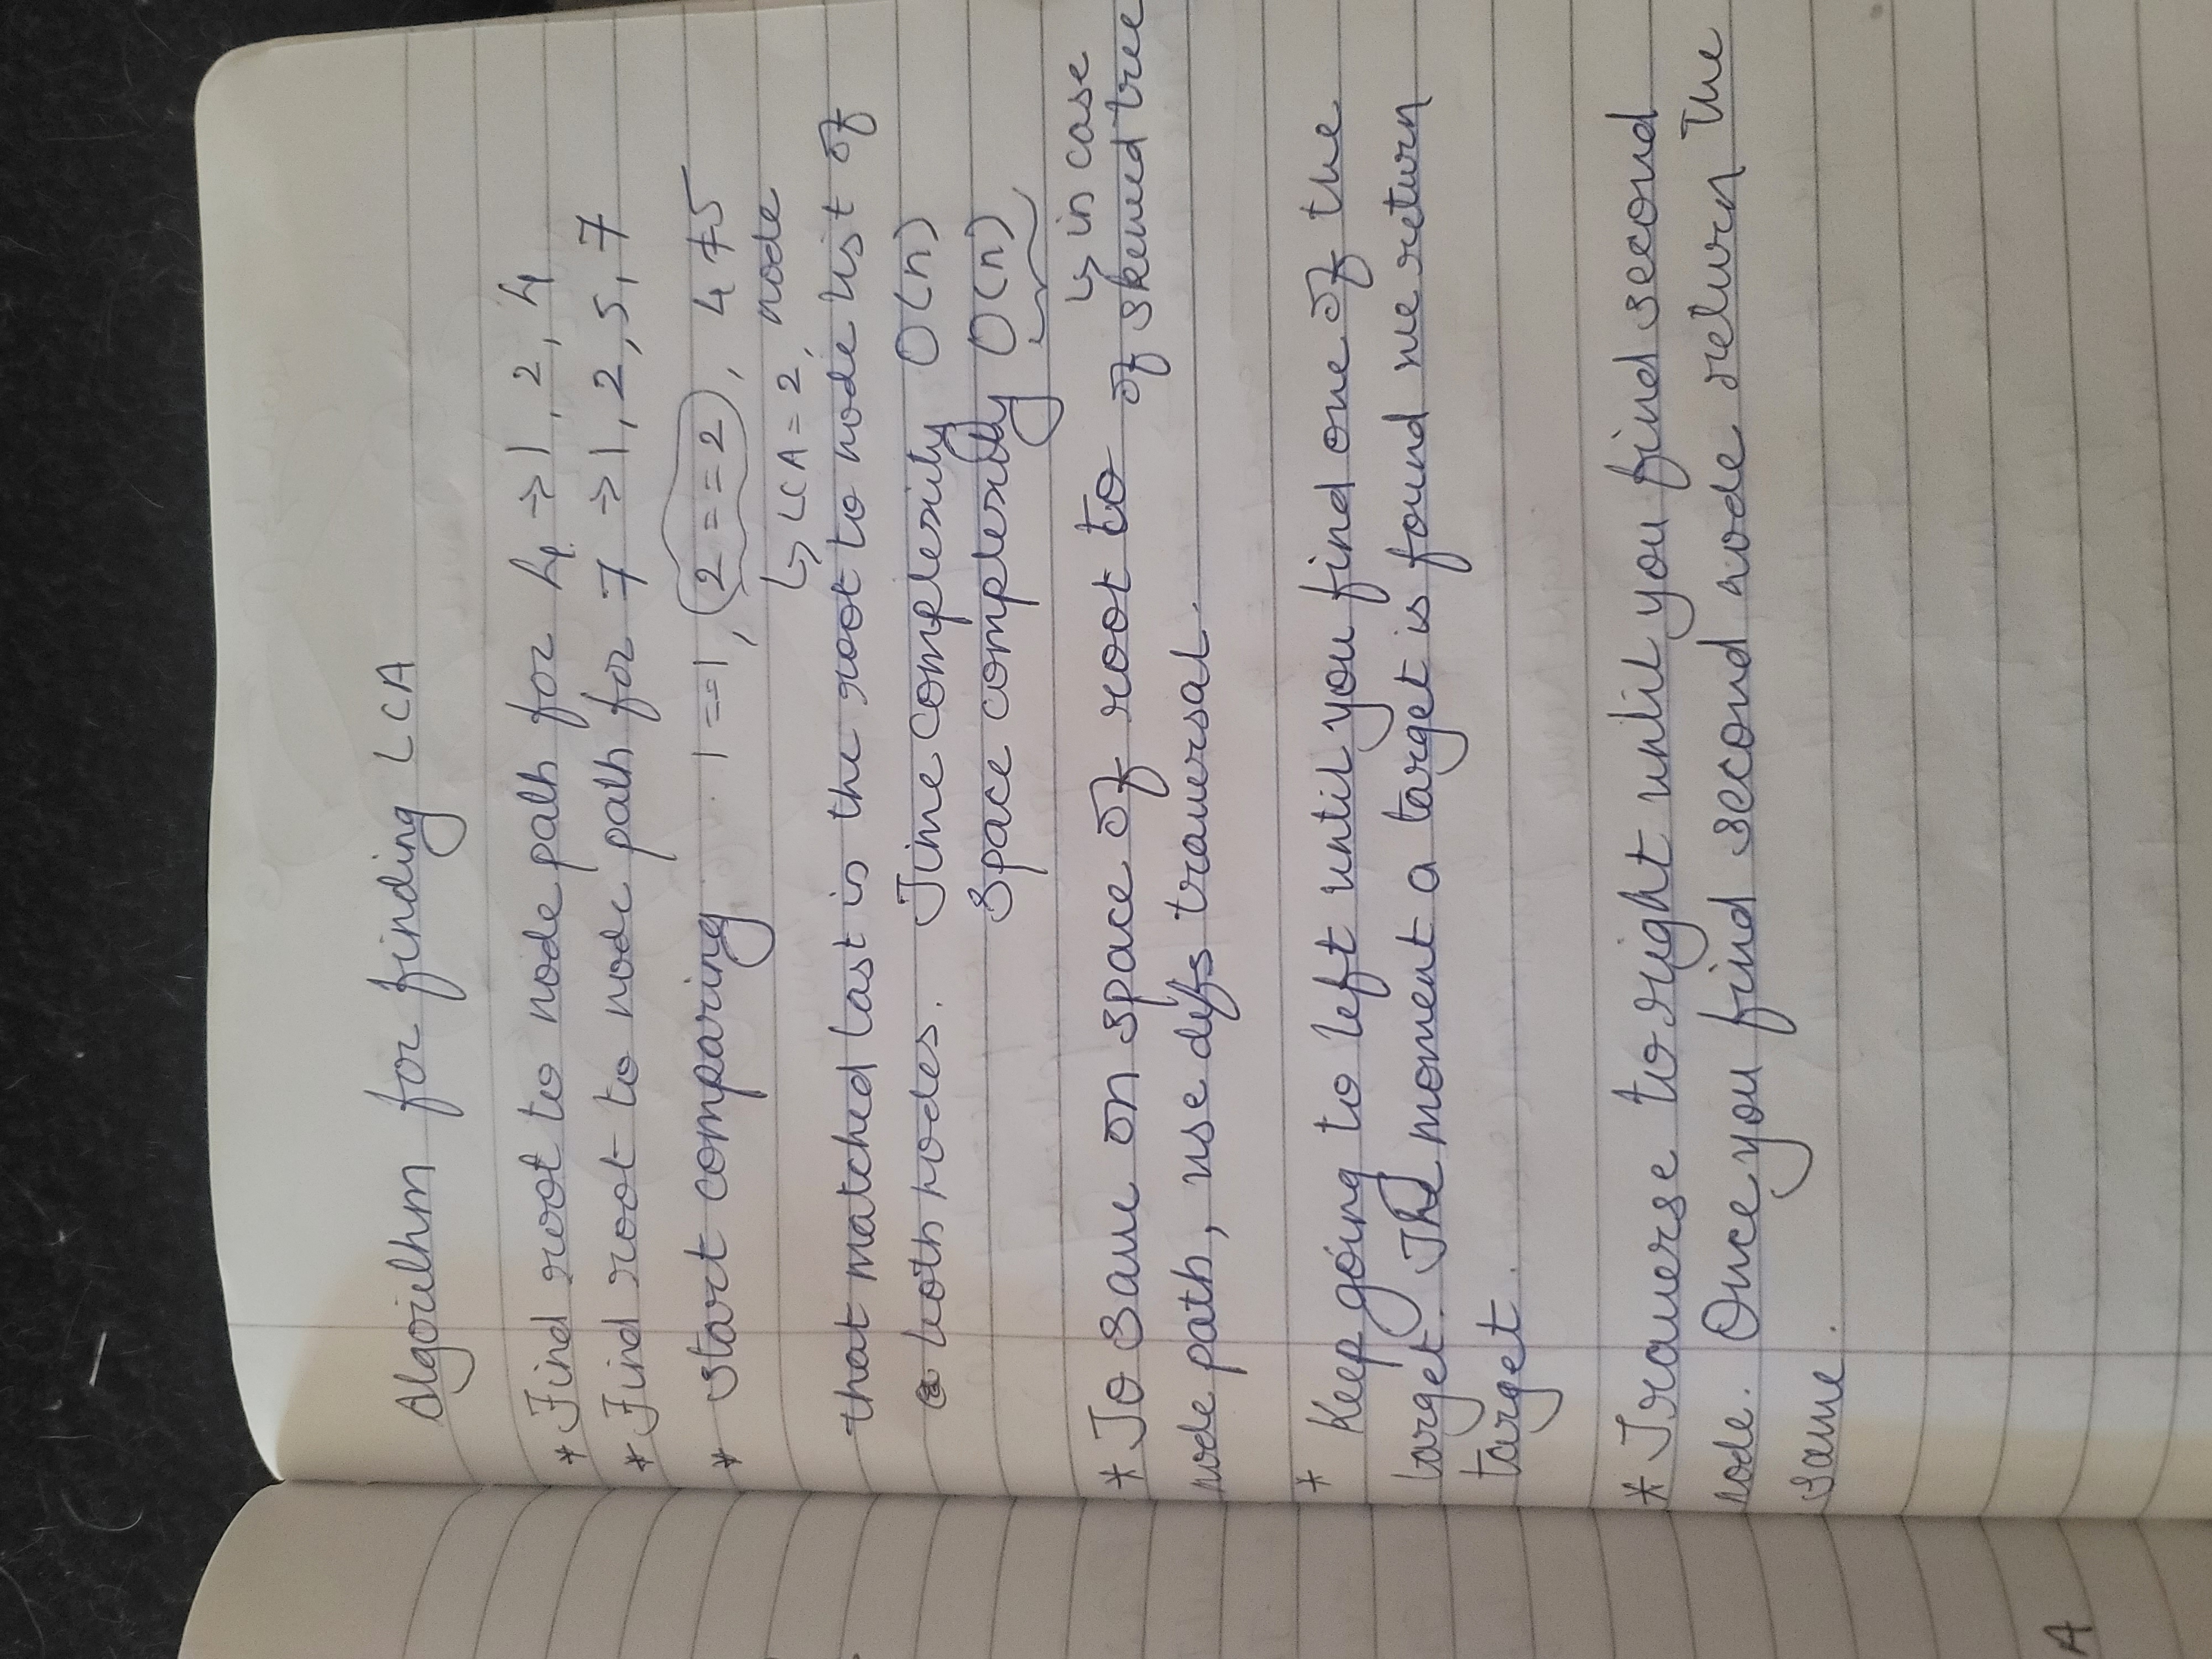 Algorithm for finding LCA
* Find root to node path for 4 → 1, 2, 4
* Find root to node path for 7 → 1, 2, 5, 7
* start comparing 1 == 1, 2 == 2, 4 ≠ 5
↳ LCA = 2, node
that matched last is the root to node list of
both nodes. Time complexity O(n)
Space complexity O(n)
↳ in case
of skewed tree
* To save on space of root to
node path, use dfs traversal.
* Keep going to left until you find one of the
target. The moment a target is found we return
target.
* Traverse to right until you find second
node. Once you find second node return the
same.
A